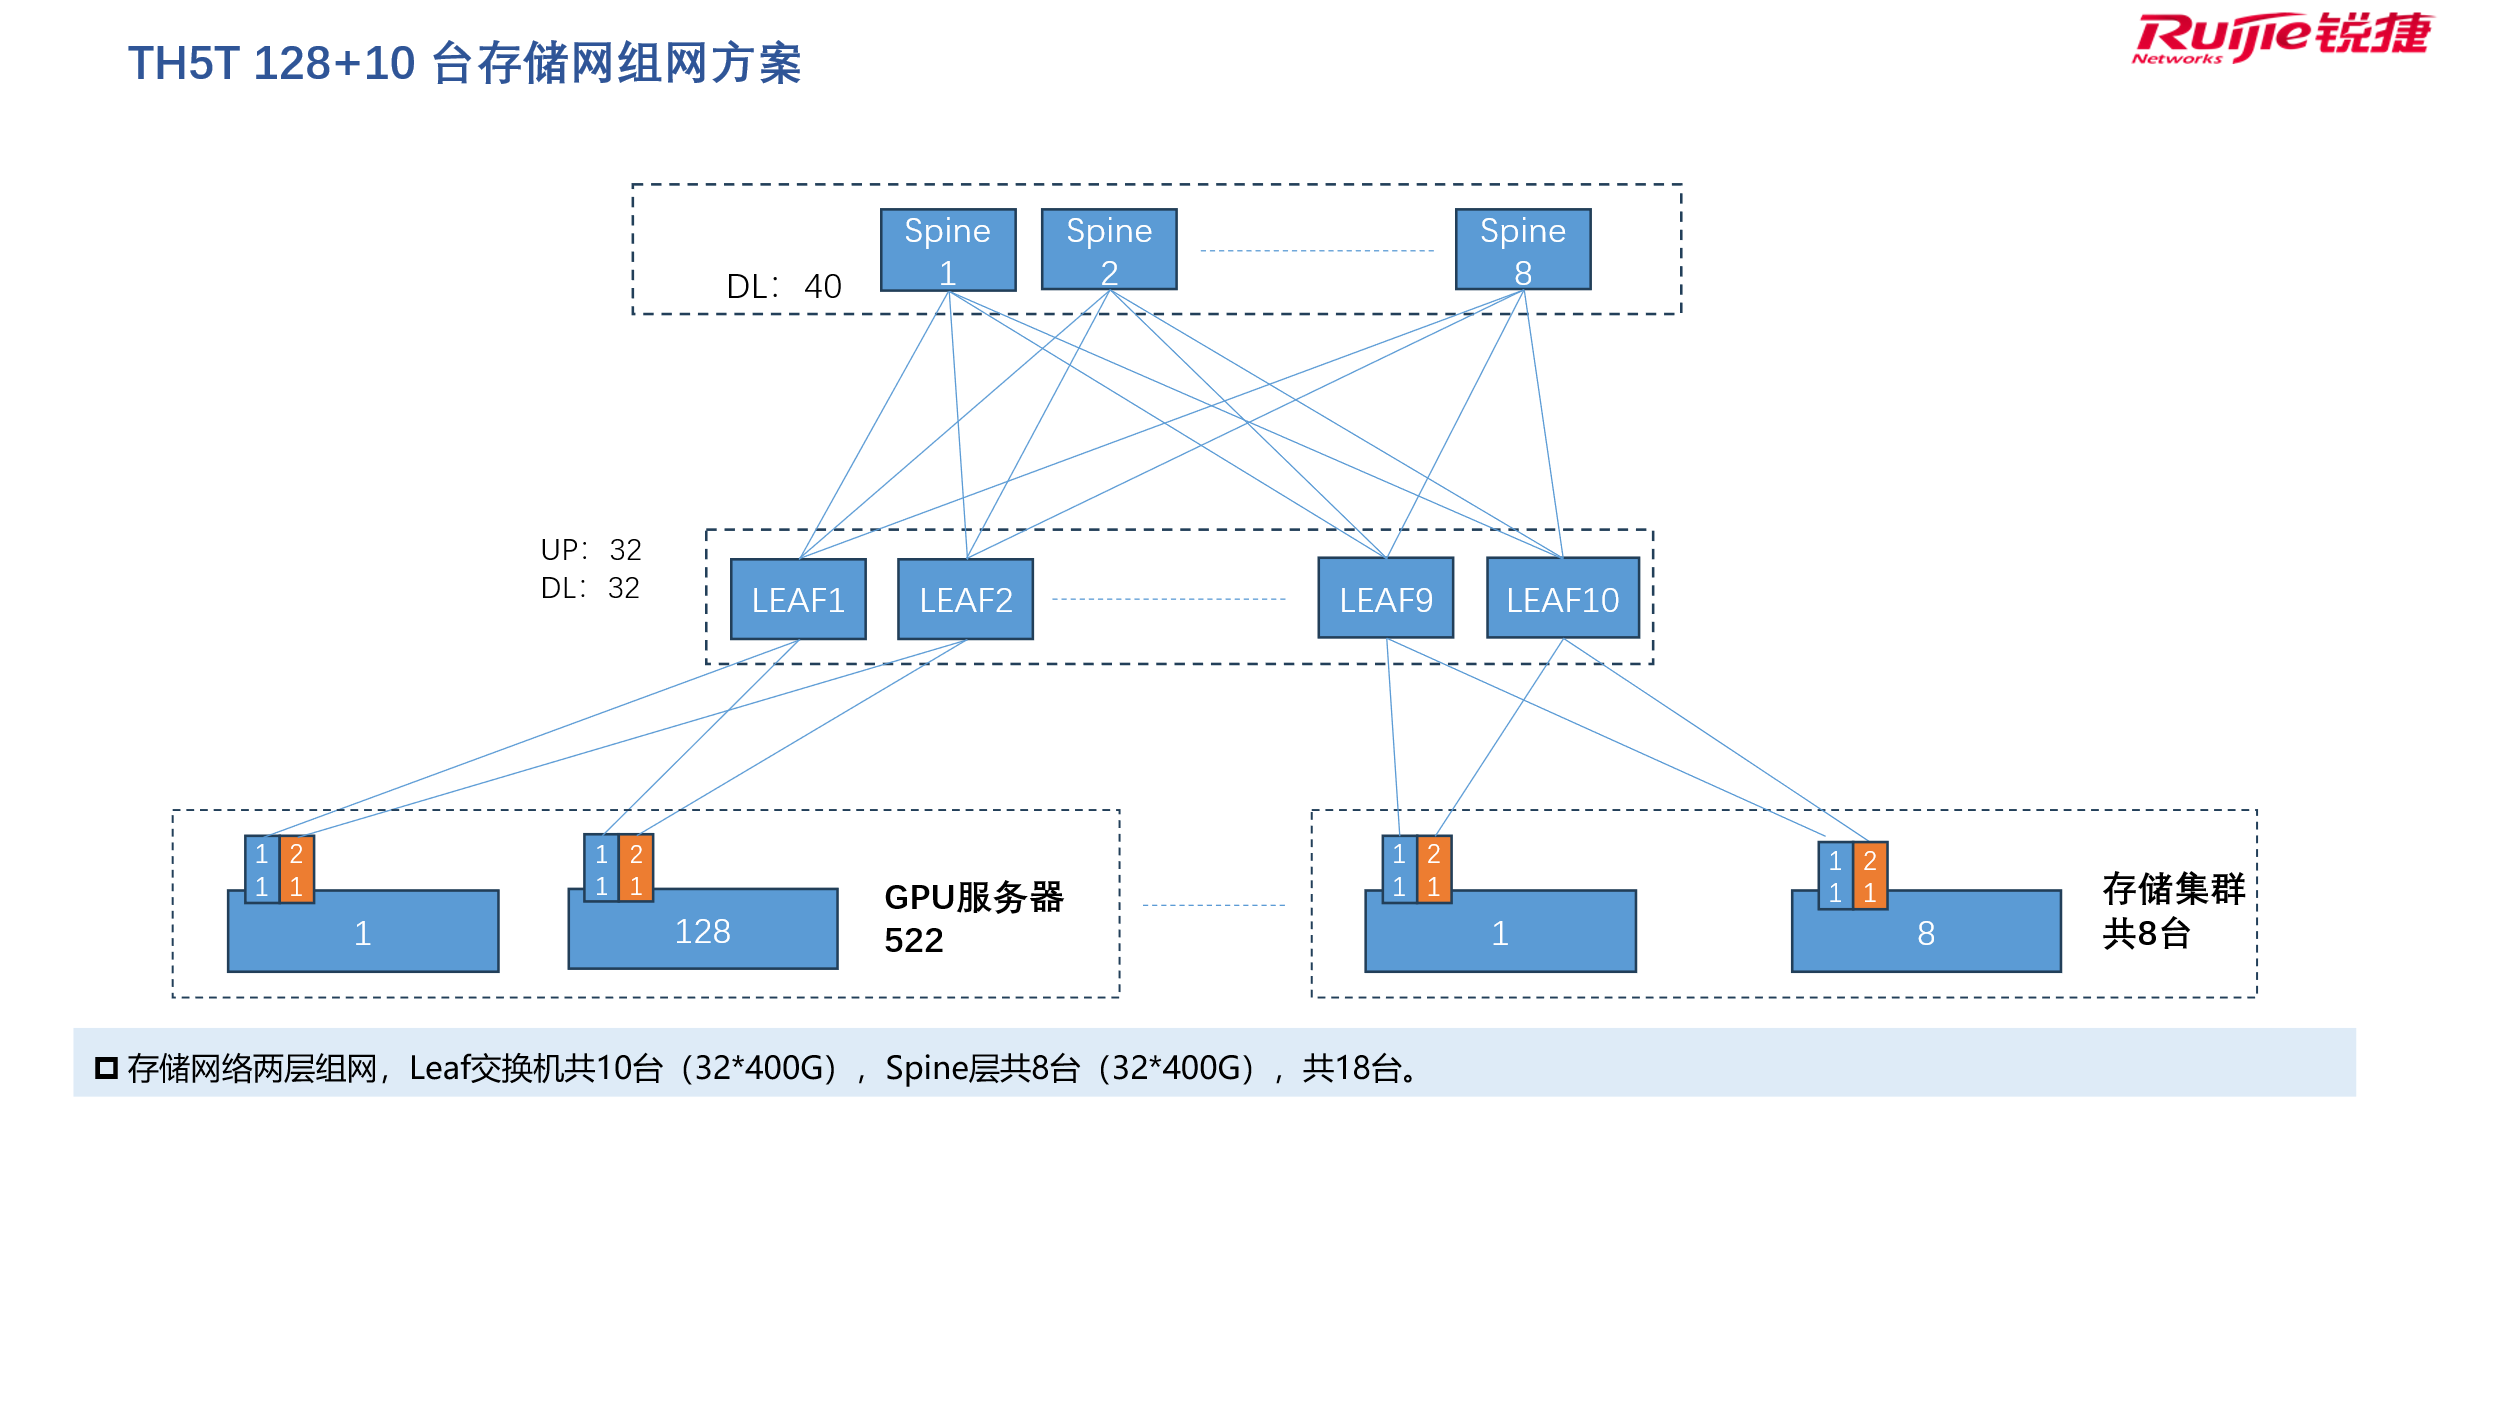 TH5T 128+10 台存储网组网方案
RUIJIE锐捷
Networks
Spine
1
Spine
2
Spine
8
DL： 40
UP： 32
DL： 32
LEAF1
LEAF2
LEAF9
LEAF10
1
1
2
1
1
1
1
2
1
128
GPU服务器
522
1
1
2
1
1
1
1
2
1
8
存储集群
共8台
存储网络两层组网，Leaf交换机共10台（32*400G），Spine层共8台（32*400G），共18台。